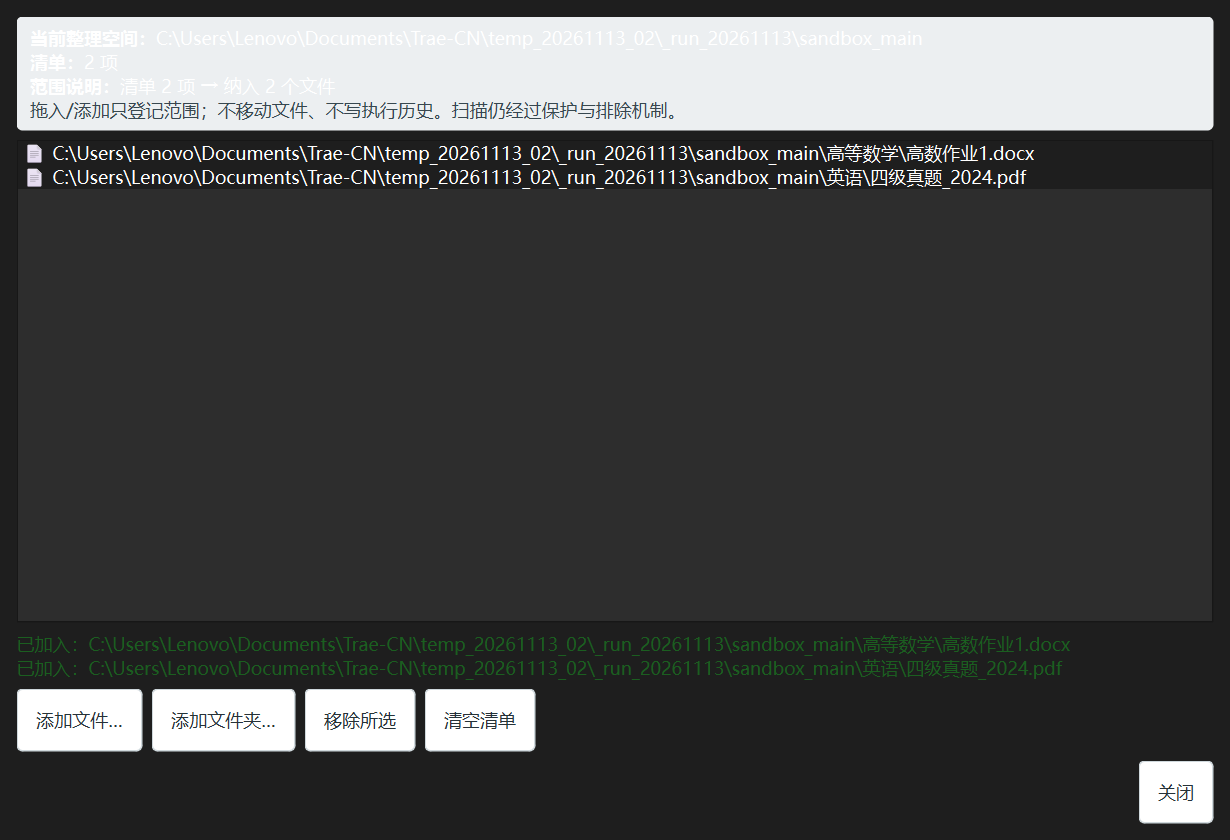 当前整理空间：C:\Users\Lenovo\Documents\Trae-CN\temp_20261113_02\_run_20261113\sandbox_main
清单：2 项
范围说明：清单 2 项 → 纳入 2 个文件
拖入/添加只登记范围；不移动文件、不写执行历史。扫描仍经过保护与排除机制。
C:\Users\Lenovo\Documents\Trae-CN\temp_20261113_02\_run_20261113\sandbox_main\高等数学\高数作业1.docx
C:\Users\Lenovo\Documents\Trae-CN\temp_20261113_02\_run_20261113\sandbox_main\英语\四级真题_2024.pdf
已加入：C:\Users\Lenovo\Documents\Trae-CN\temp_20261113_02\_run_20261113\sandbox_main\高等数学\高数作业1.docx
已加入：C:\Users\Lenovo\Documents\Trae-CN\temp_20261113_02\_run_20261113\sandbox_main\英语\四级真题_2024.pdf
添加文件... 添加文件夹... 移除所选 清空清单
关闭